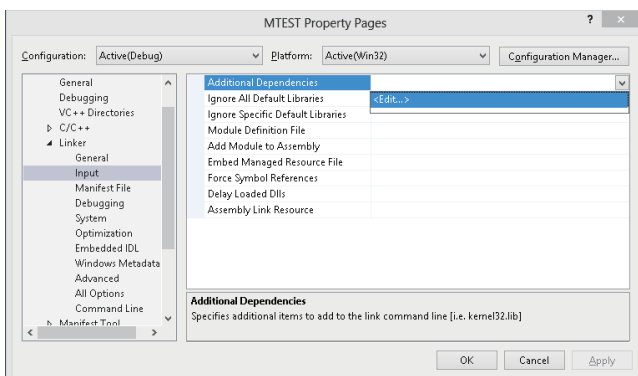 MTEST Property Pages
? ×
Configuration: Active(Debug) Platform: Active(Win32) Configuration Manager...
General
Debugging
VC++ Directories
C/C++
Linker
General
Input
Manifest File
Debugging
System
Optimization
Embedded IDL
Windows Metadata
Advanced
All Options
Command Line
Manifest Tool
Additional Dependencies
<Edit...>
Ignore All Default Libraries
Ignore Specific Default Libraries
Module Definition File
Add Module to Assembly
Embed Managed Resource File
Force Symbol References
Delay Loaded Dlls
Assembly Link Resource
Additional Dependencies
Specifies additional items to add to the link command line [i.e. kernel32.lib]
OK Cancel Apply